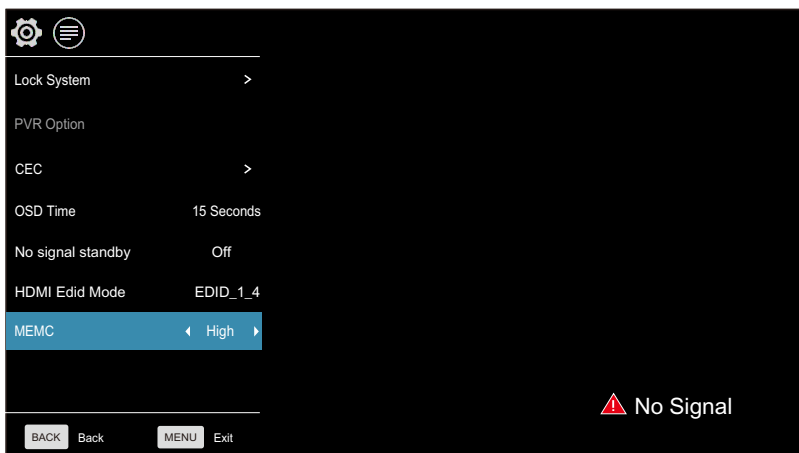 Lock System >
PVR Option
CEC >
OSD Time 15 Seconds
No signal standby Off
HDMI Edid Mode EDID_1_4
MEMC High
No Signal
BACK Back MENU Exit